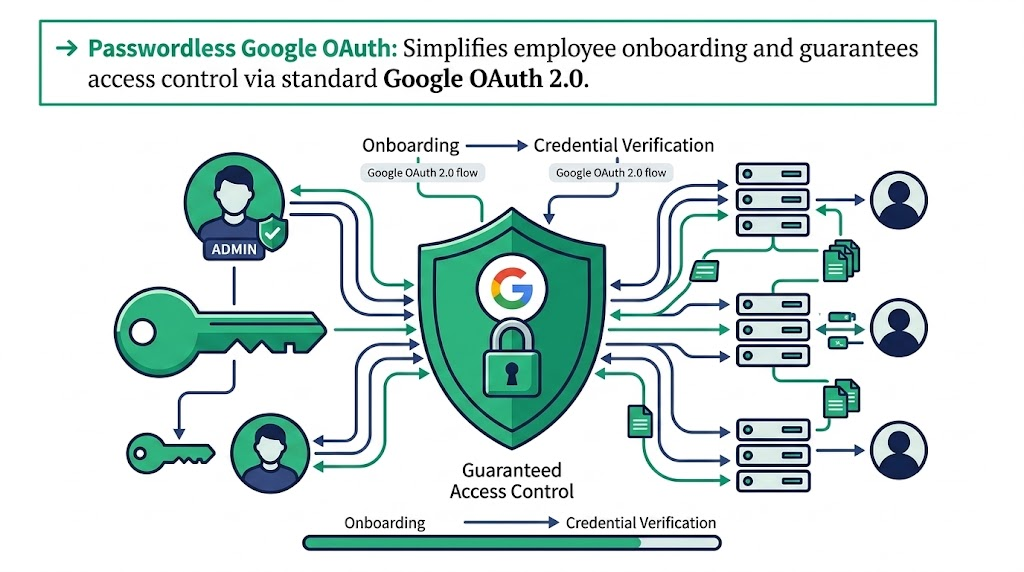 → Passwordless Google OAuth: Simplifies employee onboarding and guarantees
access control via standard Google OAuth 2.0.
Onboarding → Credential Verification
Google OAuth 2.0 flow Google OAuth 2.0 flow
ADMIN
G
Guaranteed
Access Control
Onboarding → Credential Verification